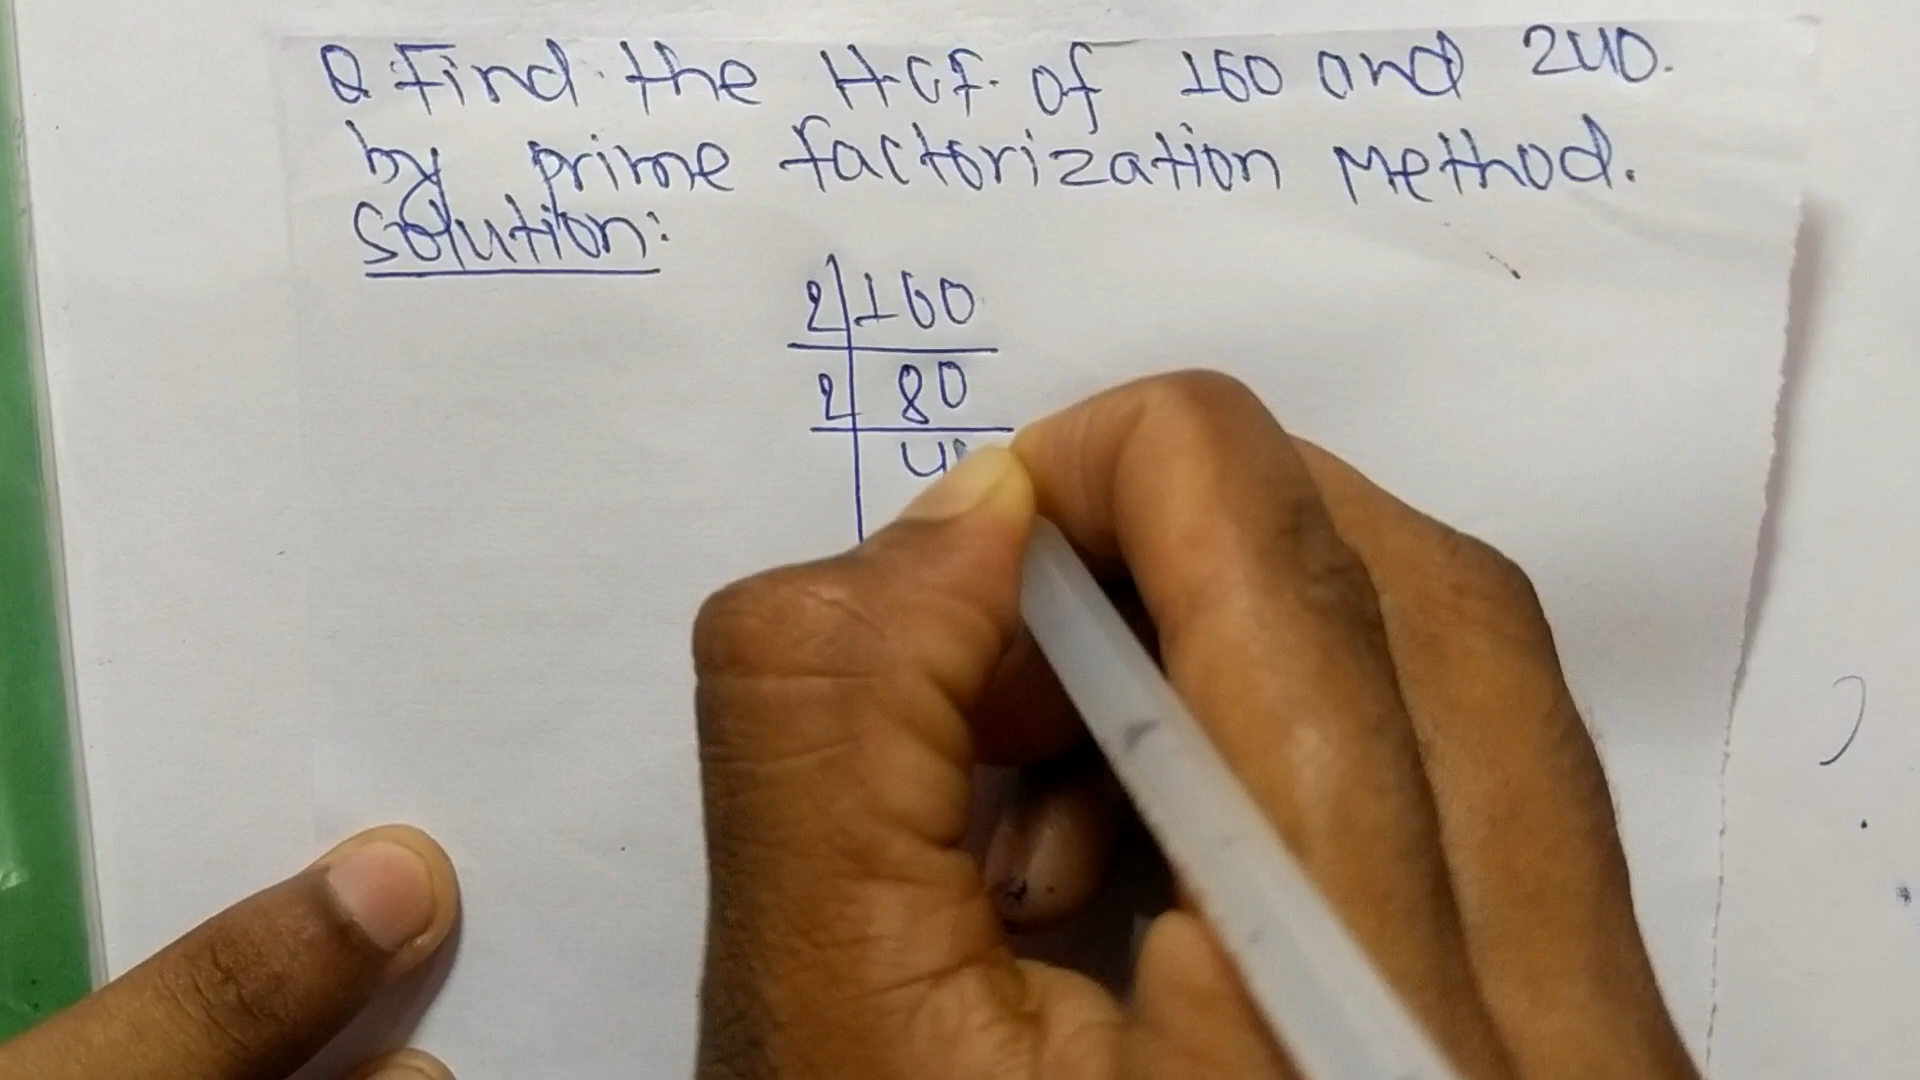 Q. Find the H.C.F. of 160 and 240.
by prime factorization Method.
Solution:
2 160
2 80